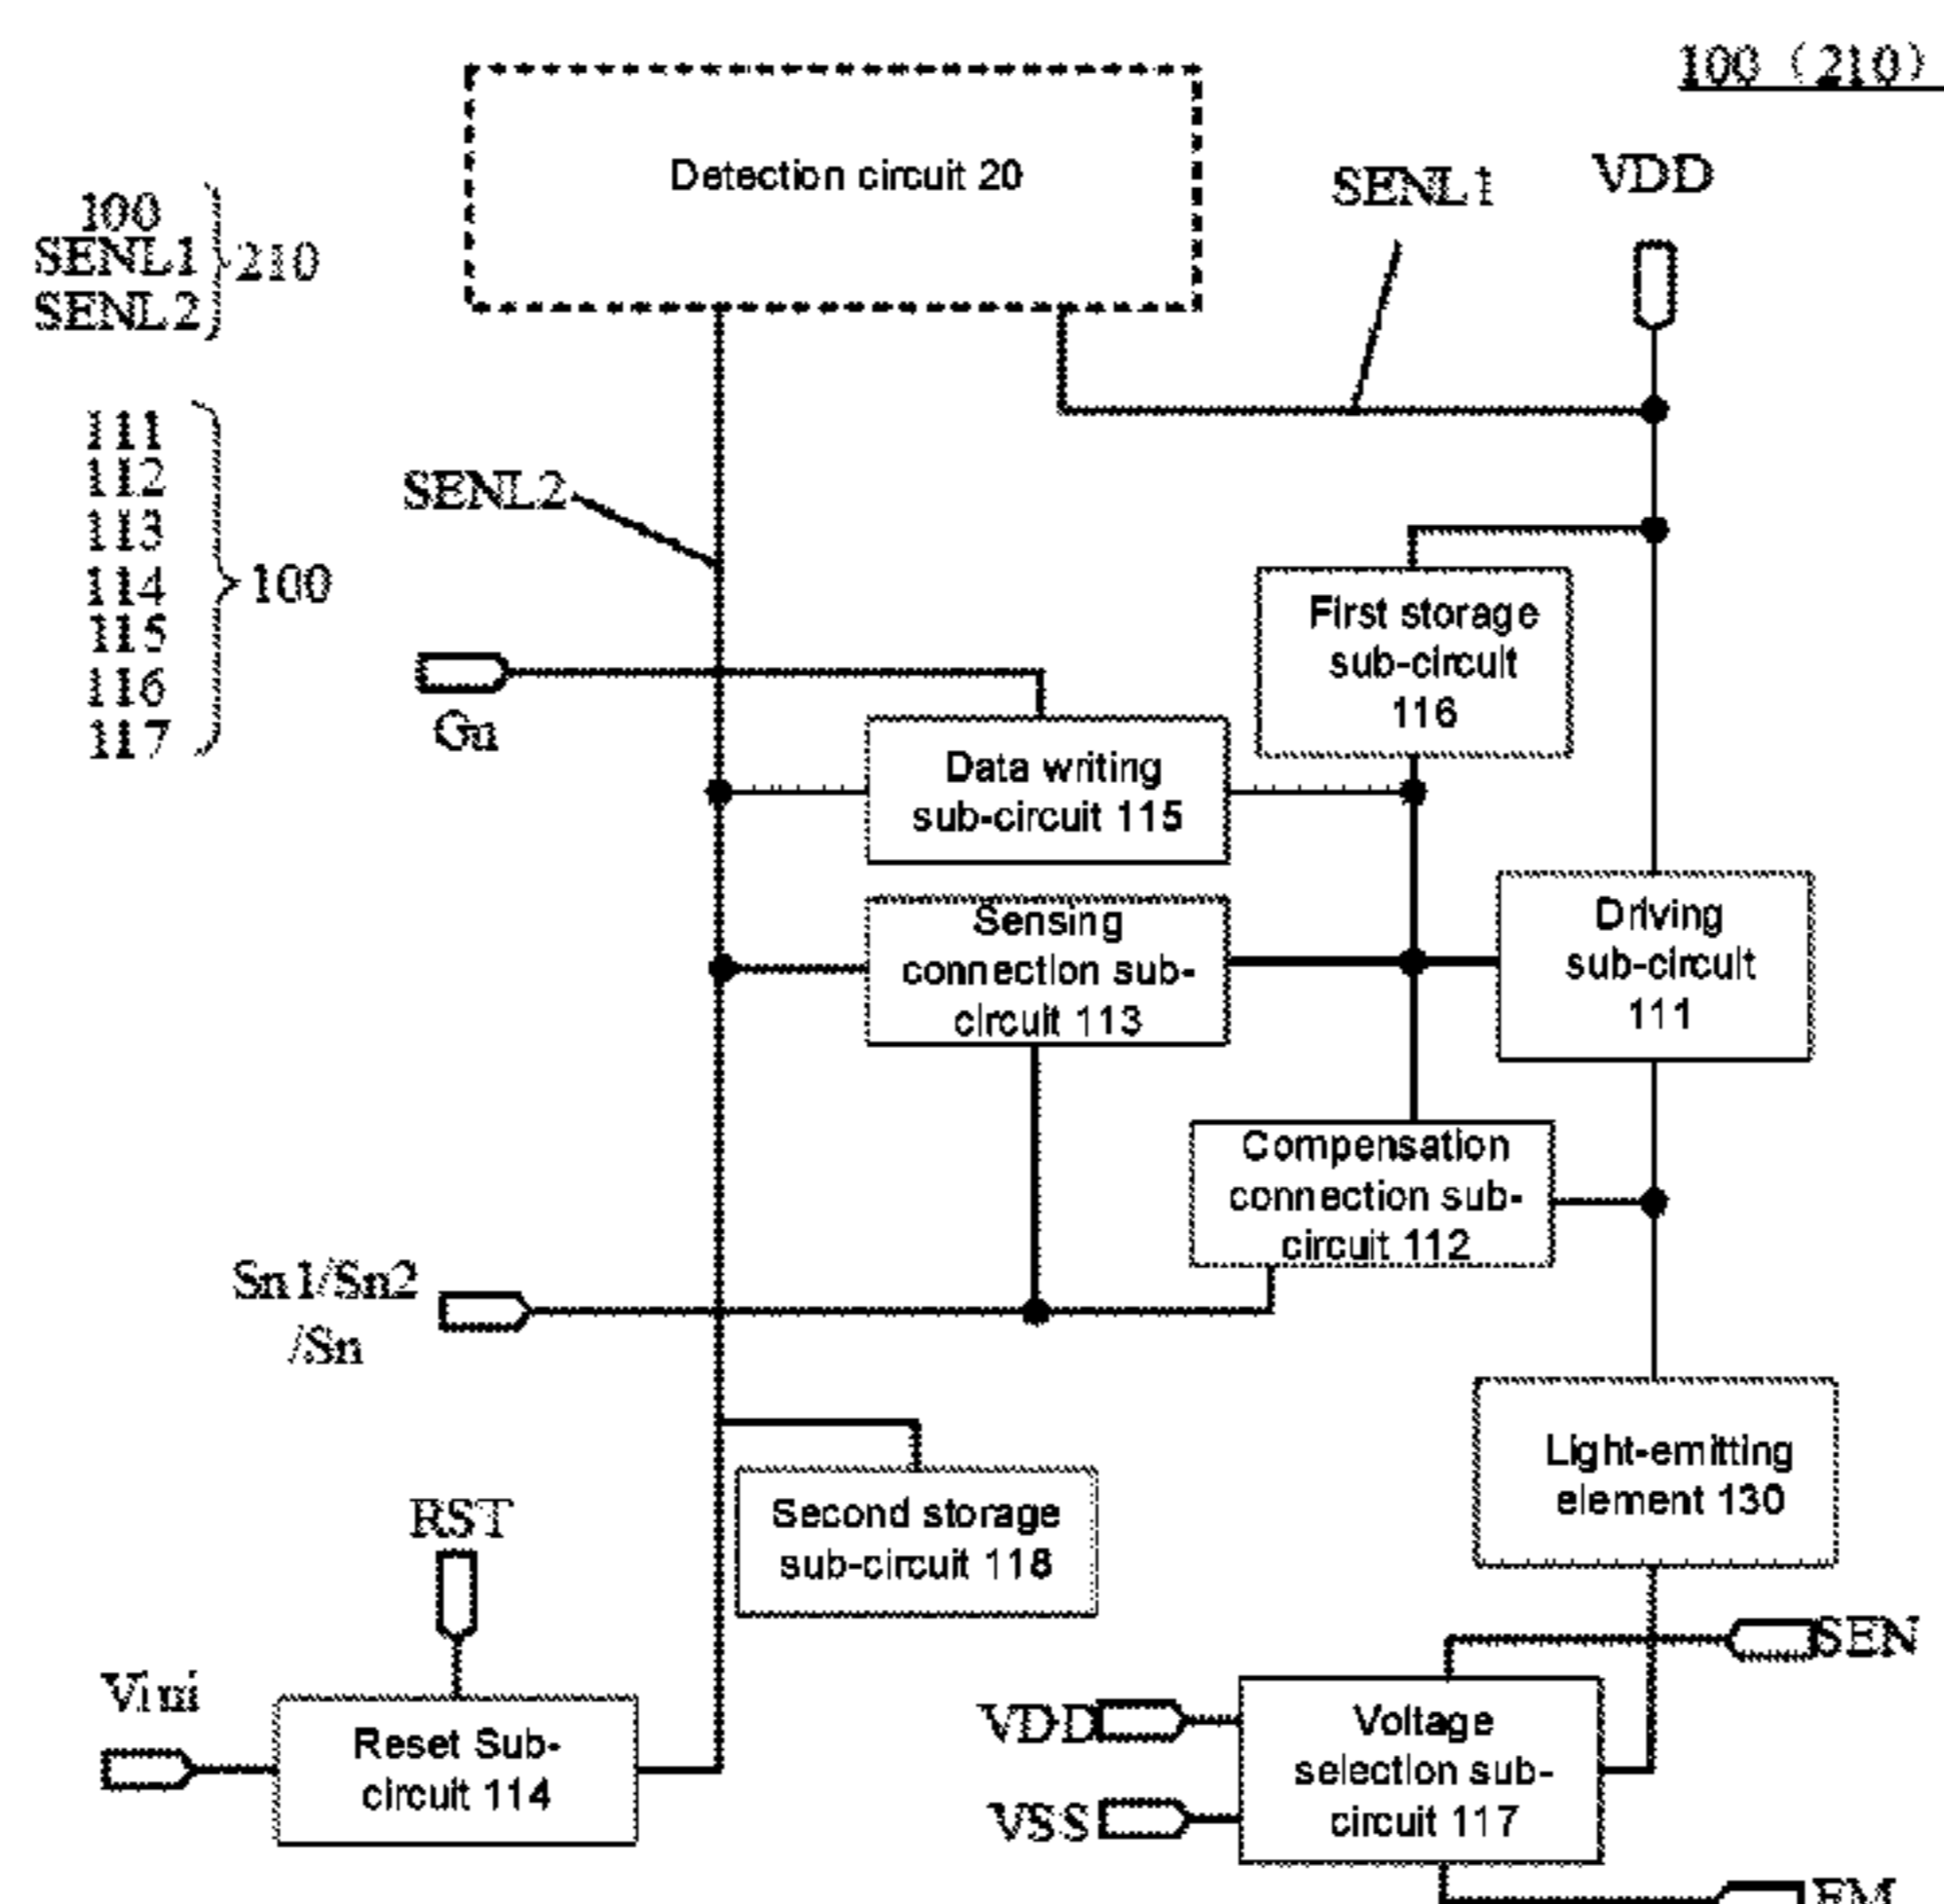 100（210）
Detection circuit 20
SENL1
VDD
100
SENL1
SENL2
210
111
112
113
114
115
116
117
100
SENL2
First storage
sub-circuit
116
Gn
Data writing
sub-circuit 115
Sensing
connection sub-
circuit 113
Driving
sub-circuit
111
Compensation
connection sub-
circuit 112
Sn1/Sn2
/Sn
Light-emitting
element 130
Second storage
sub-circuit 118
RST
SEN
Vini
Reset Sub-
circuit 114
VDD
VSS
Voltage
selection sub-
circuit 117
EM